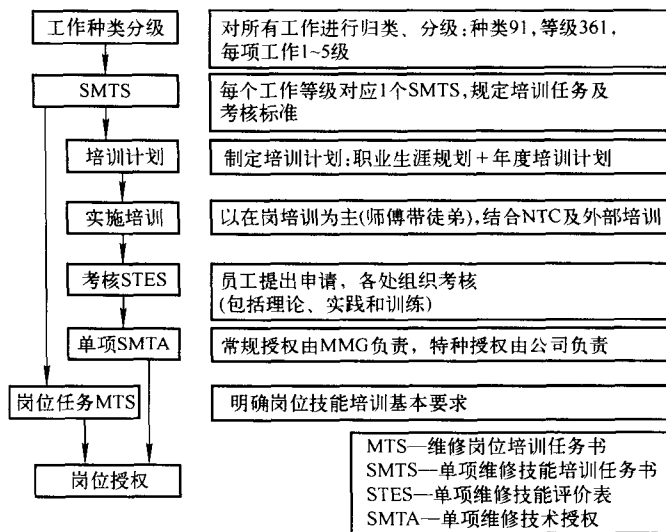 工作种类分级
对所有工作进行归类、分级:种类91,等级361,
每项工作1~5级
SMTS
每个工作等级对应1个SMTS,规定培训任务及
考核标准
培训计划
制定培训计划:职业生涯规划+年度培训计划
实施培训
以在岗培训为主(师傅带徒弟),结合NTC及外部培训
考核STES
员工提出申请，各处组织考核
(包括理论、实践和训练)
单项SMTA
常规授权由MMG负责，特种授权由公司负责
岗位任务MTS
明确岗位技能培训基本要求
岗位授权
MTS—维修岗位培训任务书
SMTS—单项维修技能培训任务书
STES—单项维修技能评价表
SMTA—单项维修技术授权